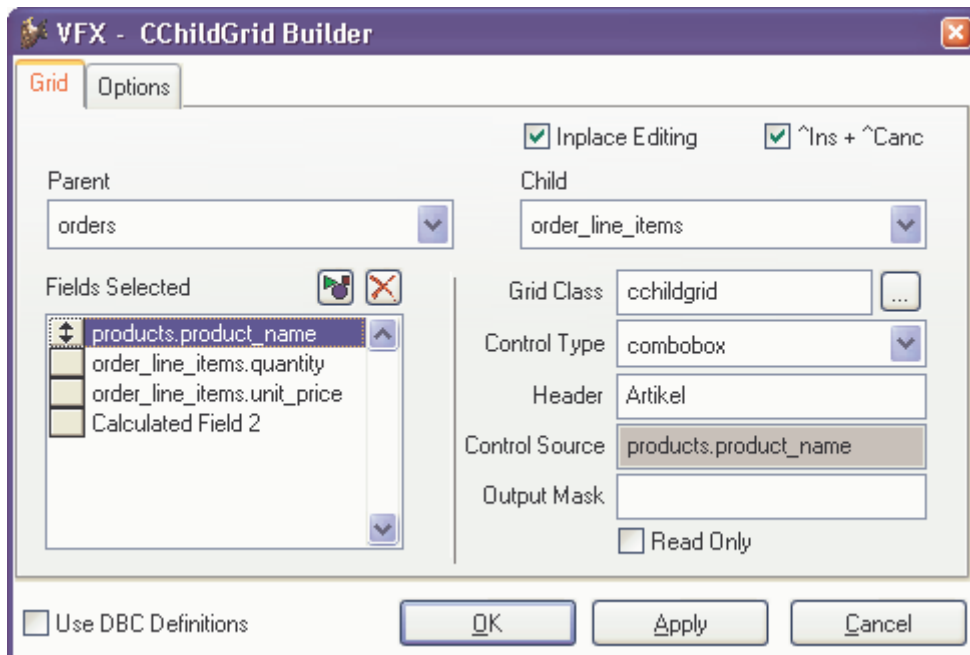 VFX - CChildGrid Builder
Grid
Options
Inplace Editing
^Ins + ^Canc
Parent
Child
orders
order_line_items
Fields Selected
products.product_name
order_line_items.quantity
order_line_items.unit_price
Calculated Field 2
Grid Class
cchildgrid
...
Control Type
combobox
Header
Artikel
Control Source
products.product_name
Output Mask
Read Only
Use DBC Definitions
OK
Apply
Cancel